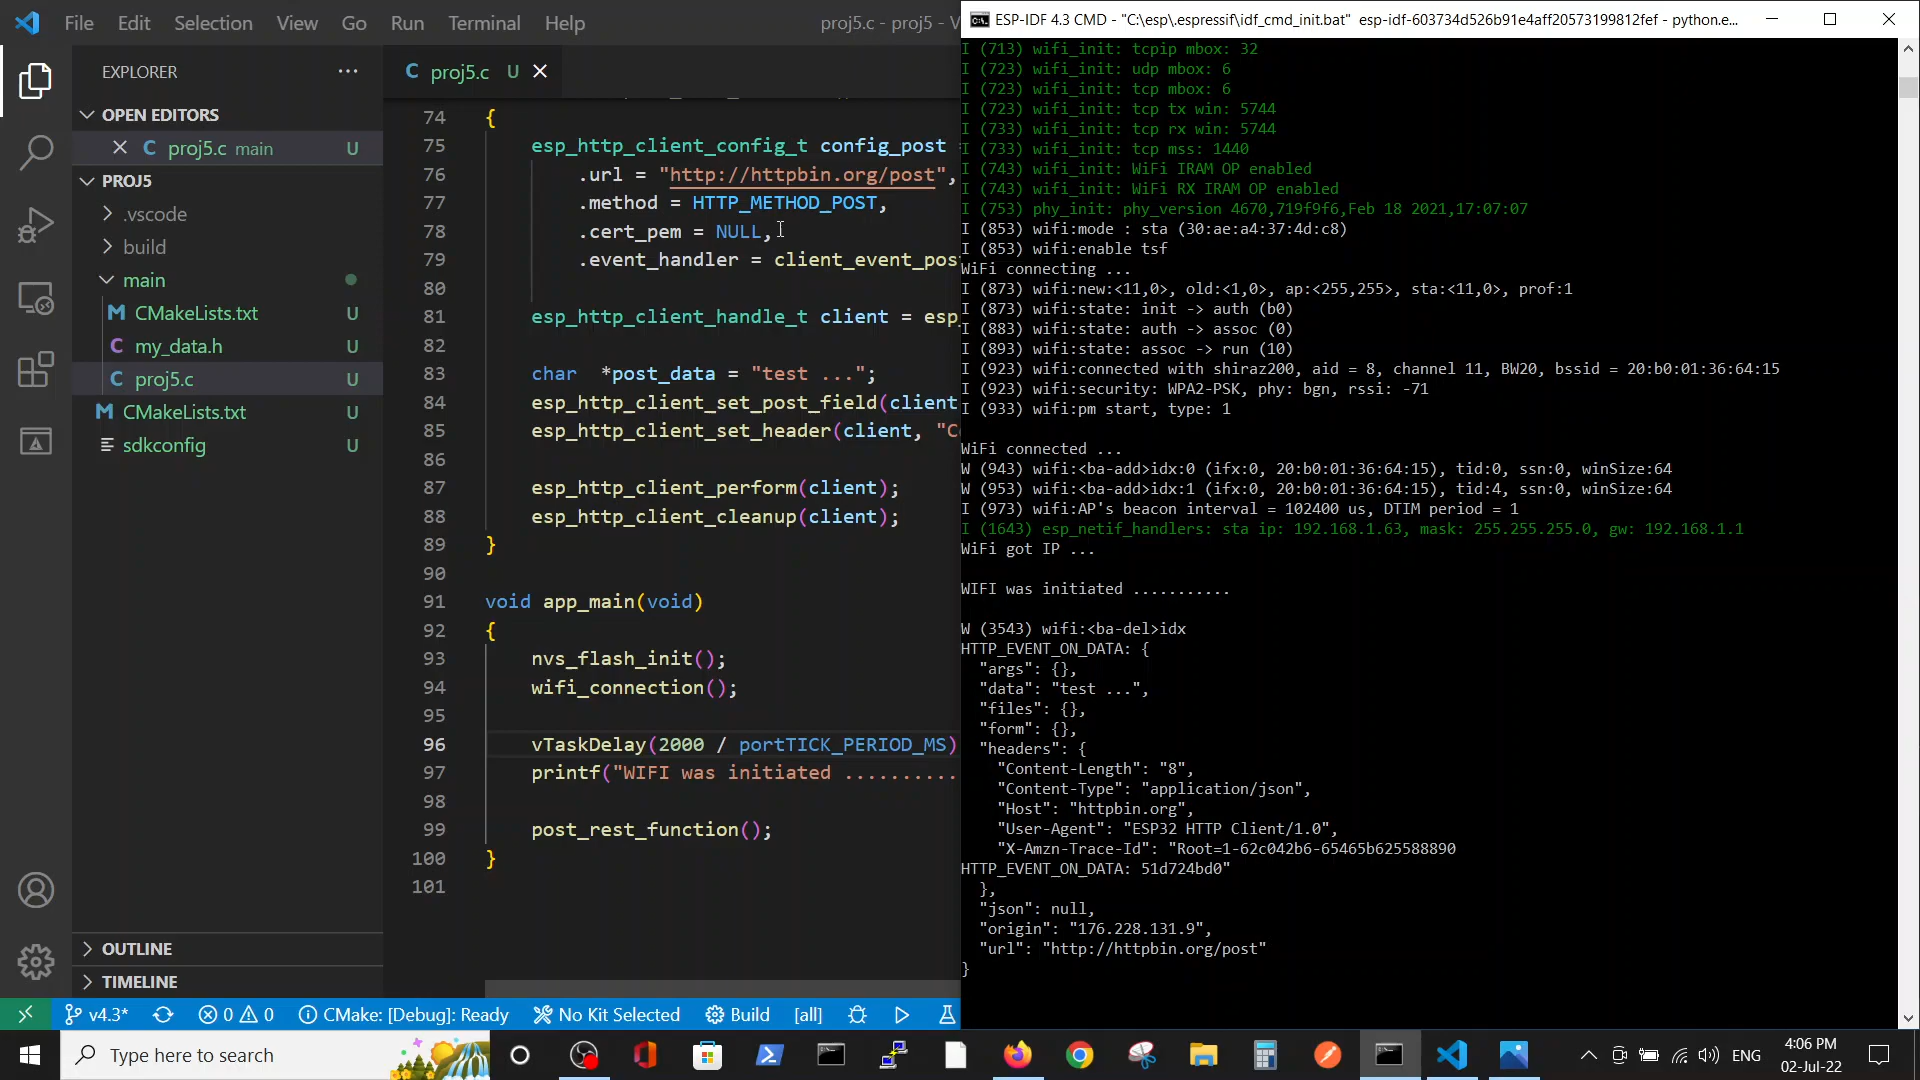 File Edit Selection View Go Run Terminal Help
proj5.c - proj5 - V
EXPLORER ...
OPEN EDITORS
proj5.c main U
PROJ5
.vscode
build
main
CMakeLists.txt U
my_data.h U
proj5.c U
CMakeLists.txt U
sdkconfig U
OUTLINE
TIMELINE
C proj5.c U
74 {
75 esp_http_client_config_t config_post
76 .url = "http://httpbin.org/post",
77 .method = HTTP_METHOD_POST,
78 .cert_pem = NULL,
79 .event_handler = client_event_pos
80
81 esp_http_client_handle_t client = esp_
82
83 char *post_data = "test ...";
84 esp_http_client_set_post_field(client
85 esp_http_client_set_header(client, "Co
86
87 esp_http_client_perform(client);
88 esp_http_client_cleanup(client);
89 }
90
91 void app_main(void)
92 {
93 nvs_flash_init();
94 wifi_connection();
95
96 vTaskDelay(2000 / portTICK_PERIOD_MS)
97 printf("WIFI was initiated ..........
98
99 post_rest_function();
100 }
101
v4.3* 0 0 CMake: [Debug]: Ready No Kit Selected Build [all]
ESP-IDF 4.3 CMD - "C:\esp\.espressif\idf_cmd_init.bat" esp-idf-603734d526b91e4aff20573199812fef - python.e...
I (713) wifi_init: tcpip mbox: 32
I (723) wifi_init: udp mbox: 6
I (723) wifi_init: tcp mbox: 6
I (723) wifi_init: tcp tx win: 5744
I (733) wifi_init: tcp rx win: 5744
I (733) wifi_init: tcp mss: 1440
I (743) wifi_init: WiFi IRAM OP enabled
I (743) wifi_init: WiFi RX IRAM OP enabled
I (753) phy_init: phy_version 4670,719f9f6,Feb 18 2021,17:07:07
I (853) wifi:mode : sta (30:ae:a4:37:4d:c8)
I (853) wifi:enable tsf
WiFi connecting ...
I (873) wifi:new:<11,0>, old:<1,0>, ap:<255,255>, sta:<11,0>, prof:1
I (873) wifi:state: init -> auth (b0)
I (883) wifi:state: auth -> assoc (0)
I (893) wifi:state: assoc -> run (10)
I (923) wifi:connected with shiraz200, aid = 8, channel 11, BW20, bssid = 20:b0:01:36:64:15
I (923) wifi:security: WPA2-PSK, phy: bgn, rssi: -71
I (933) wifi:pm start, type: 1
WiFi connected ...
W (943) wifi:<ba-add>idx:0 (ifx:0, 20:b0:01:36:64:15), tid:0, ssn:0, winSize:64
W (953) wifi:<ba-add>idx:1 (ifx:0, 20:b0:01:36:64:15), tid:4, ssn:0, winSize:64
I (973) wifi:AP's beacon interval = 102400 us, DTIM period = 1
I (1643) esp_netif_handlers: sta ip: 192.168.1.63, mask: 255.255.255.0, gw: 192.168.1.1
WiFi got IP ...
WIFI was initiated ...........
W (3543) wifi:<ba-del>idx
HTTP_EVENT_ON_DATA: {
"args": {},
"data": "test ...",
"files": {},
"form": {},
"headers": {
"Content-Length": "8",
"Content-Type": "application/json",
"Host": "httpbin.org",
"User-Agent": "ESP32 HTTP Client/1.0",
"X-Amzn-Trace-Id": "Root=1-62c042b6-65465b625588890
HTTP_EVENT_ON_DATA: 51d724bd0"
},
"json": null,
"origin": "176.228.131.9",
"url": "http://httpbin.org/post"
}
Type here to search
ENG
4:06 PM
02-Jul-22